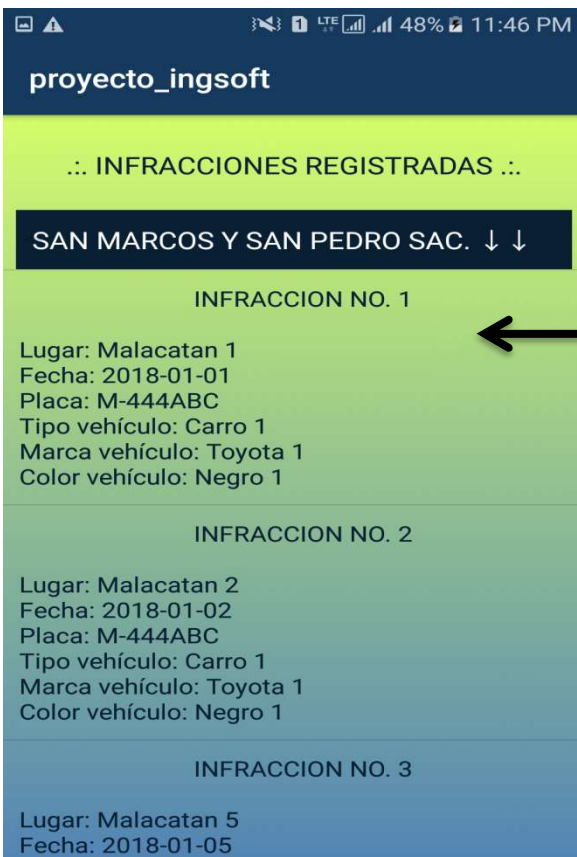 1 LTE 48% 11:46 PM
proyecto_ingsoft
.:. INFRACCIONES REGISTRADAS .:.
SAN MARCOS Y SAN PEDRO SAC. ↓ ↓
INFRACCION NO. 1
Lugar: Malacatan 1
Fecha: 2018-01-01
Placa: M-444ABC
Tipo vehículo: Carro 1
Marca vehículo: Toyota 1
Color vehículo: Negro 1
INFRACCION NO. 2
Lugar: Malacatan 2
Fecha: 2018-01-02
Placa: M-444ABC
Tipo vehículo: Carro 1
Marca vehículo: Toyota 1
Color vehículo: Negro 1
INFRACCION NO. 3
Lugar: Malacatan 5
Fecha: 2018-01-05